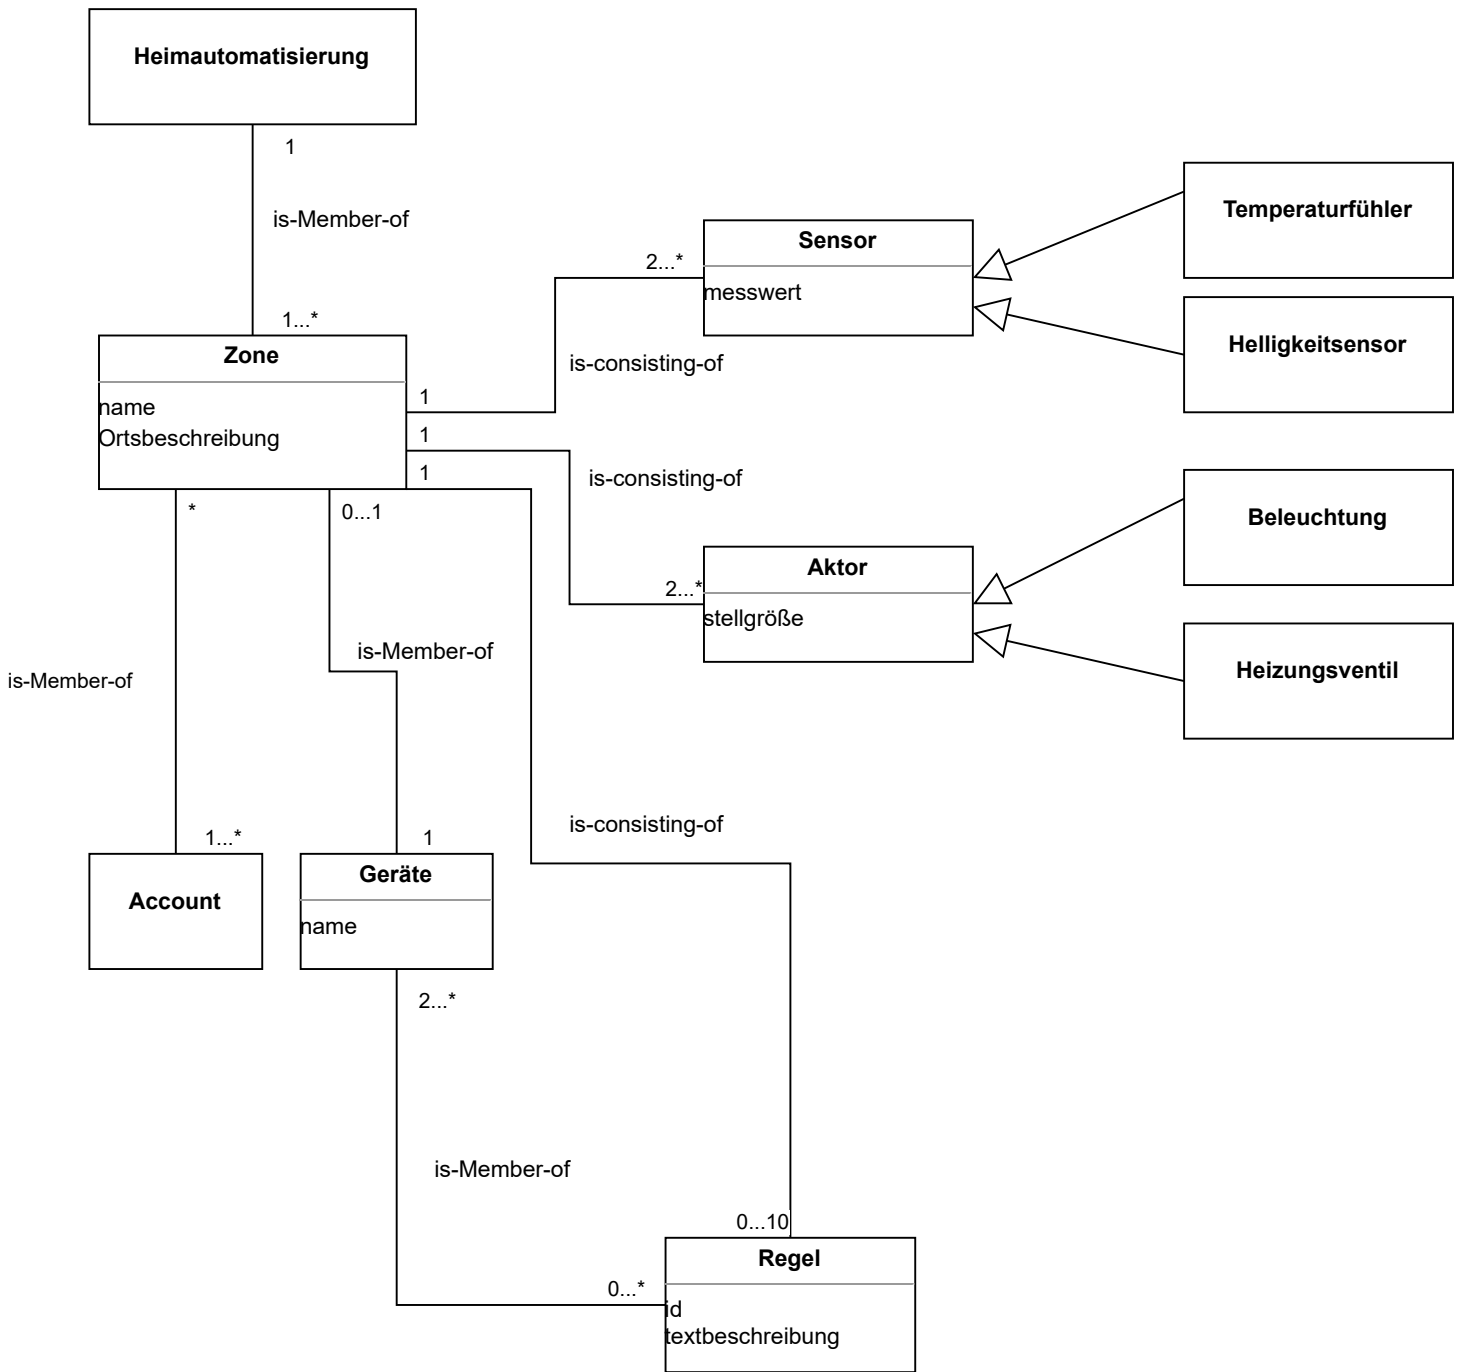 Heimautomatisierung
1
is-Member-of
1...*
Zone
name
Ortsbeschreibung
1
1
1
*
0...1
2...*
is-consisting-of
Sensor
messwert
Temperaturfühler
Helligkeitsensor
is-consisting-of
2...*
Aktor
stellgröße
Beleuchtung
Heizungsventil
is-Member-of
is-Member-of
is-consisting-of
1...*
1
Account
Geräte
name
2...*
is-Member-of
0...10
0...*
Regel
id
textbeschreibung